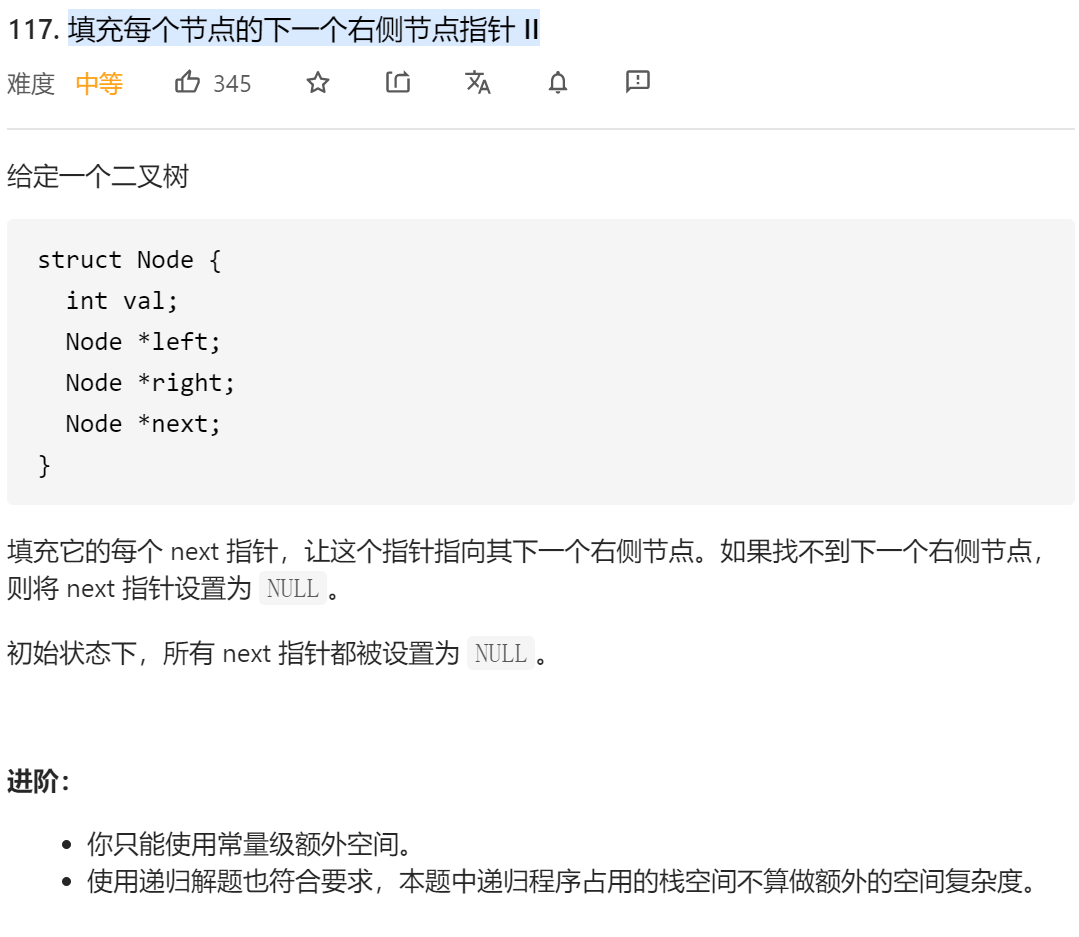 117. 填充每个节点的下一个右侧节点指针 II
难度 中等 345
给定一个二叉树
struct Node {
  int val;
  Node *left;
  Node *right;
  Node *next;
}
填充它的每个 next 指针，让这个指针指向其下一个右侧节点。如果找不到下一个右侧节点，
则将 next 指针设置为 NULL 。
初始状态下，所有 next 指针都被设置为 NULL 。
进阶：
• 你只能使用常量级额外空间。
• 使用递归解题也符合要求，本题中递归程序占用的栈空间不算做额外的空间复杂度。